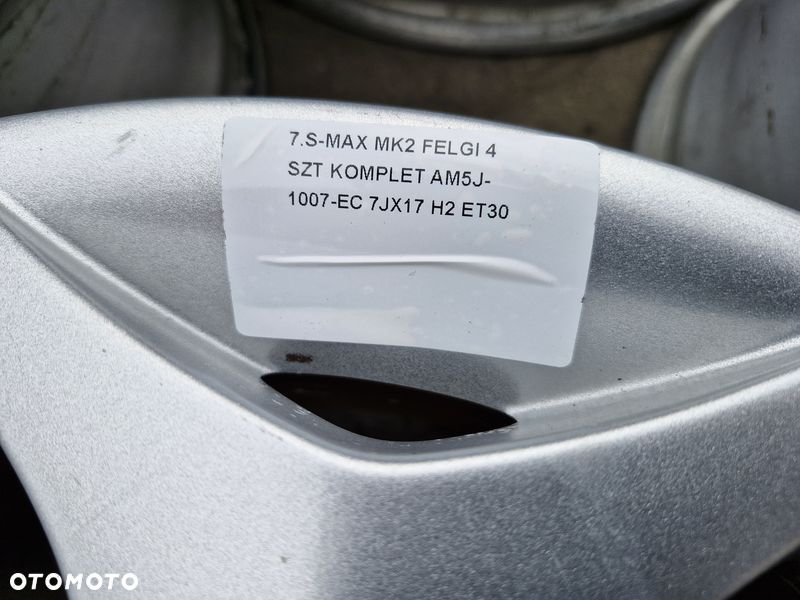 7.S-MAX MK2 FELGI 4
SZT KOMPLET AM5J-
1007-EC 7JX17 H2 ET30
OTOMOTO